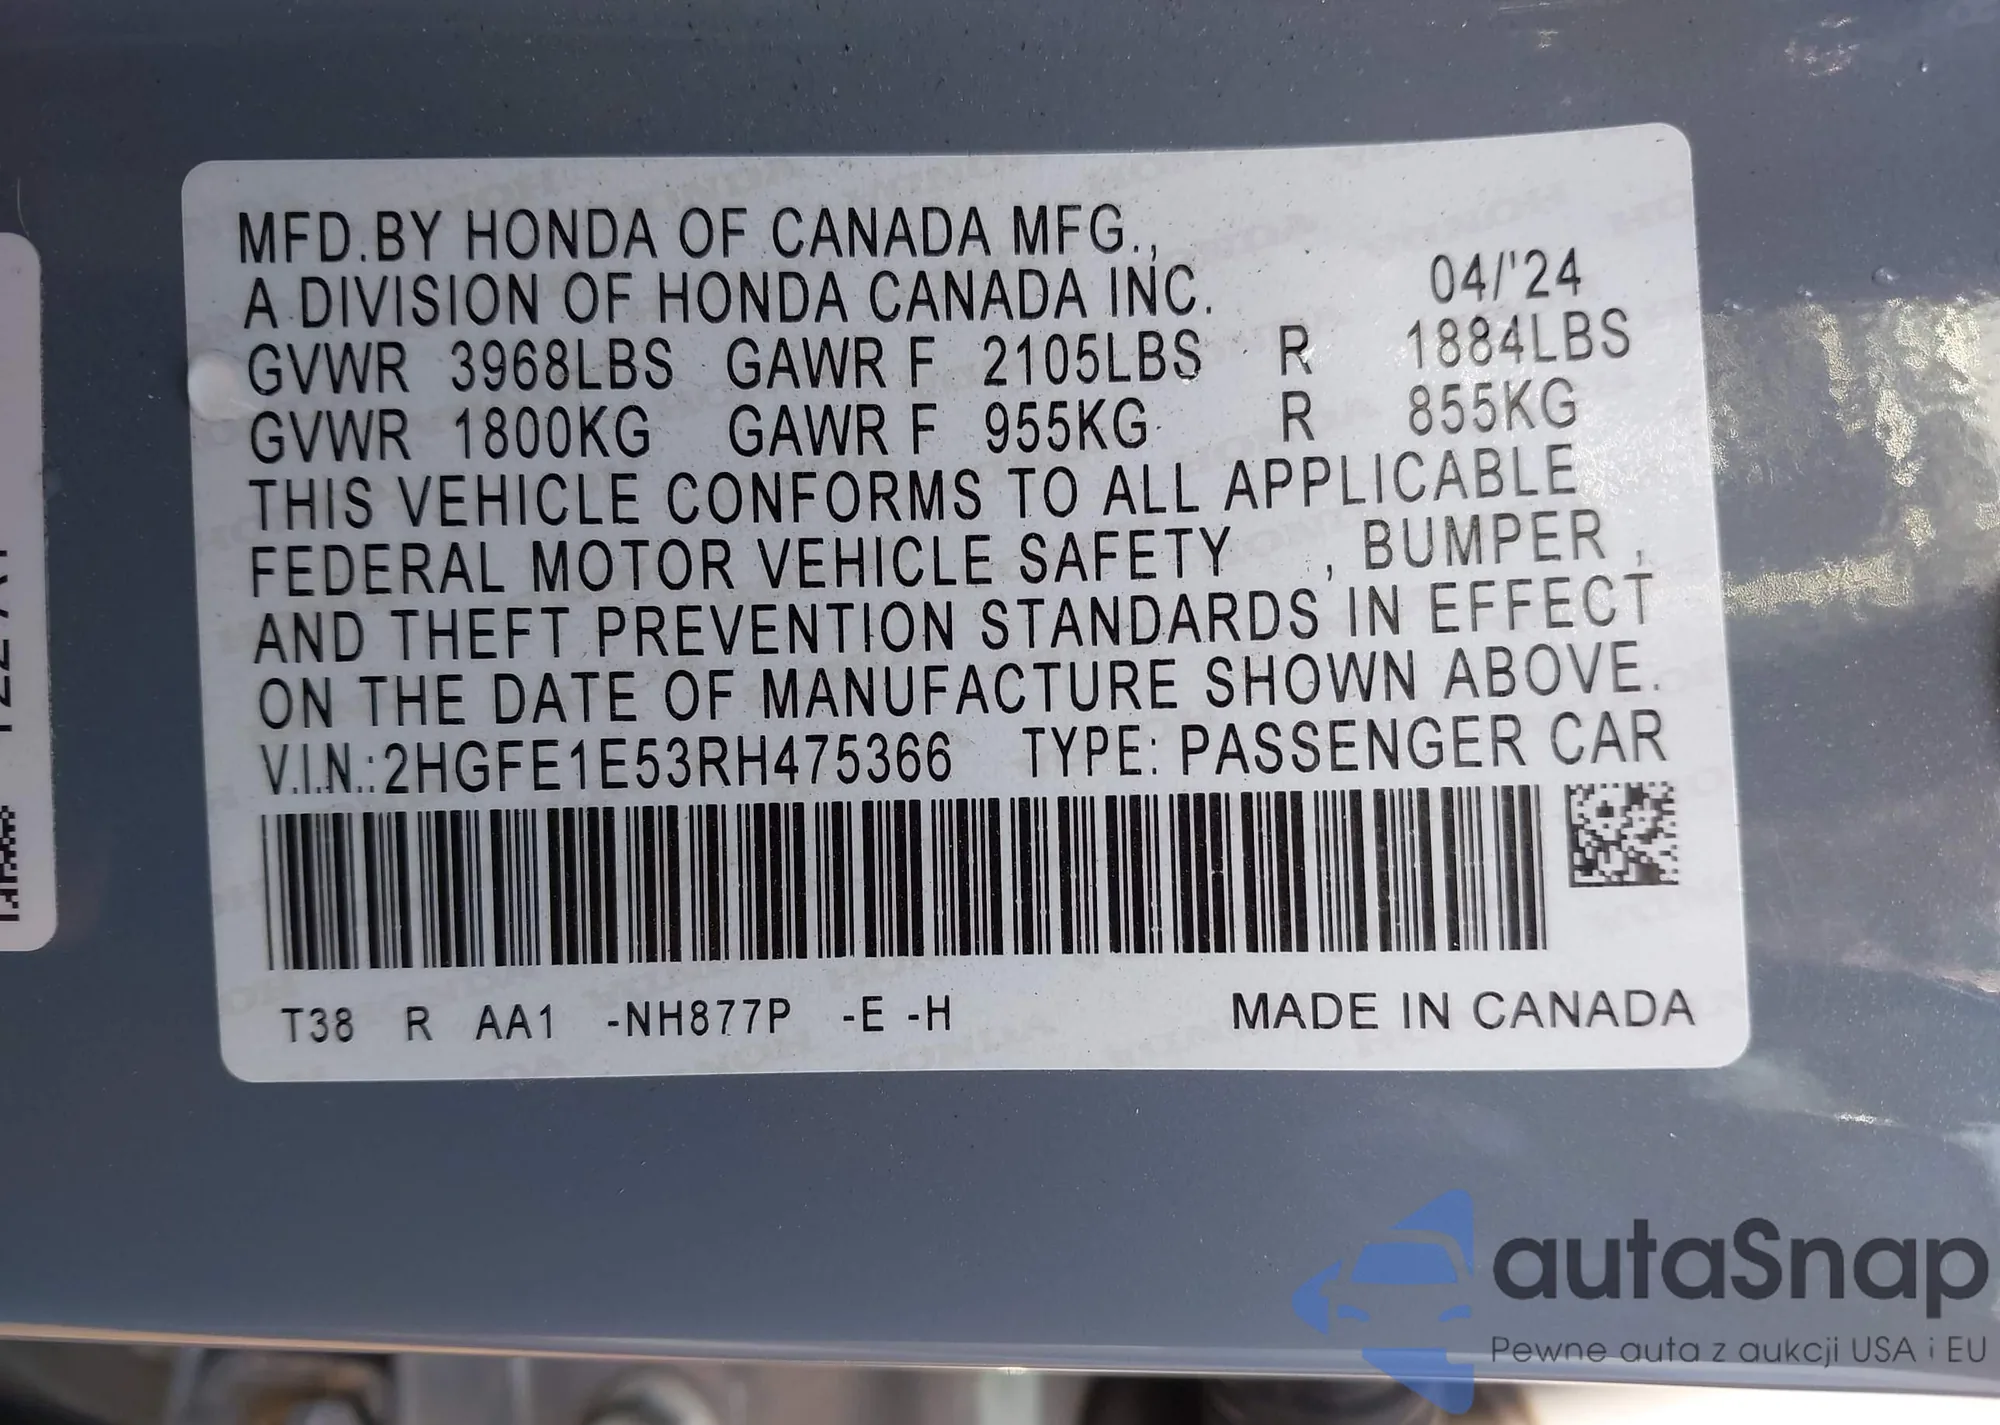 MFD.BY HONDA OF CANADA MFG.,
A DIVISION OF HONDA CANADA INC. 04/'24
GVWR 3968LBS GAWR F 2105LBS R 1884LBS
GVWR 1800KG GAWR F 955KG R 855KG
THIS VEHICLE CONFORMS TO ALL APPLICABLE
FEDERAL MOTOR VEHICLE SAFETY , BUMPER ,
AND THEFT PREVENTION STANDARDS IN EFFECT
ON THE DATE OF MANUFACTURE SHOWN ABOVE.
V.I.N.:2HGFE1E53RH475366 TYPE: PASSENGER CAR
T38 R AA1 -NH877P -E -H MADE IN CANADA
autaSnap
Pewne auta z aukcji USA i EU